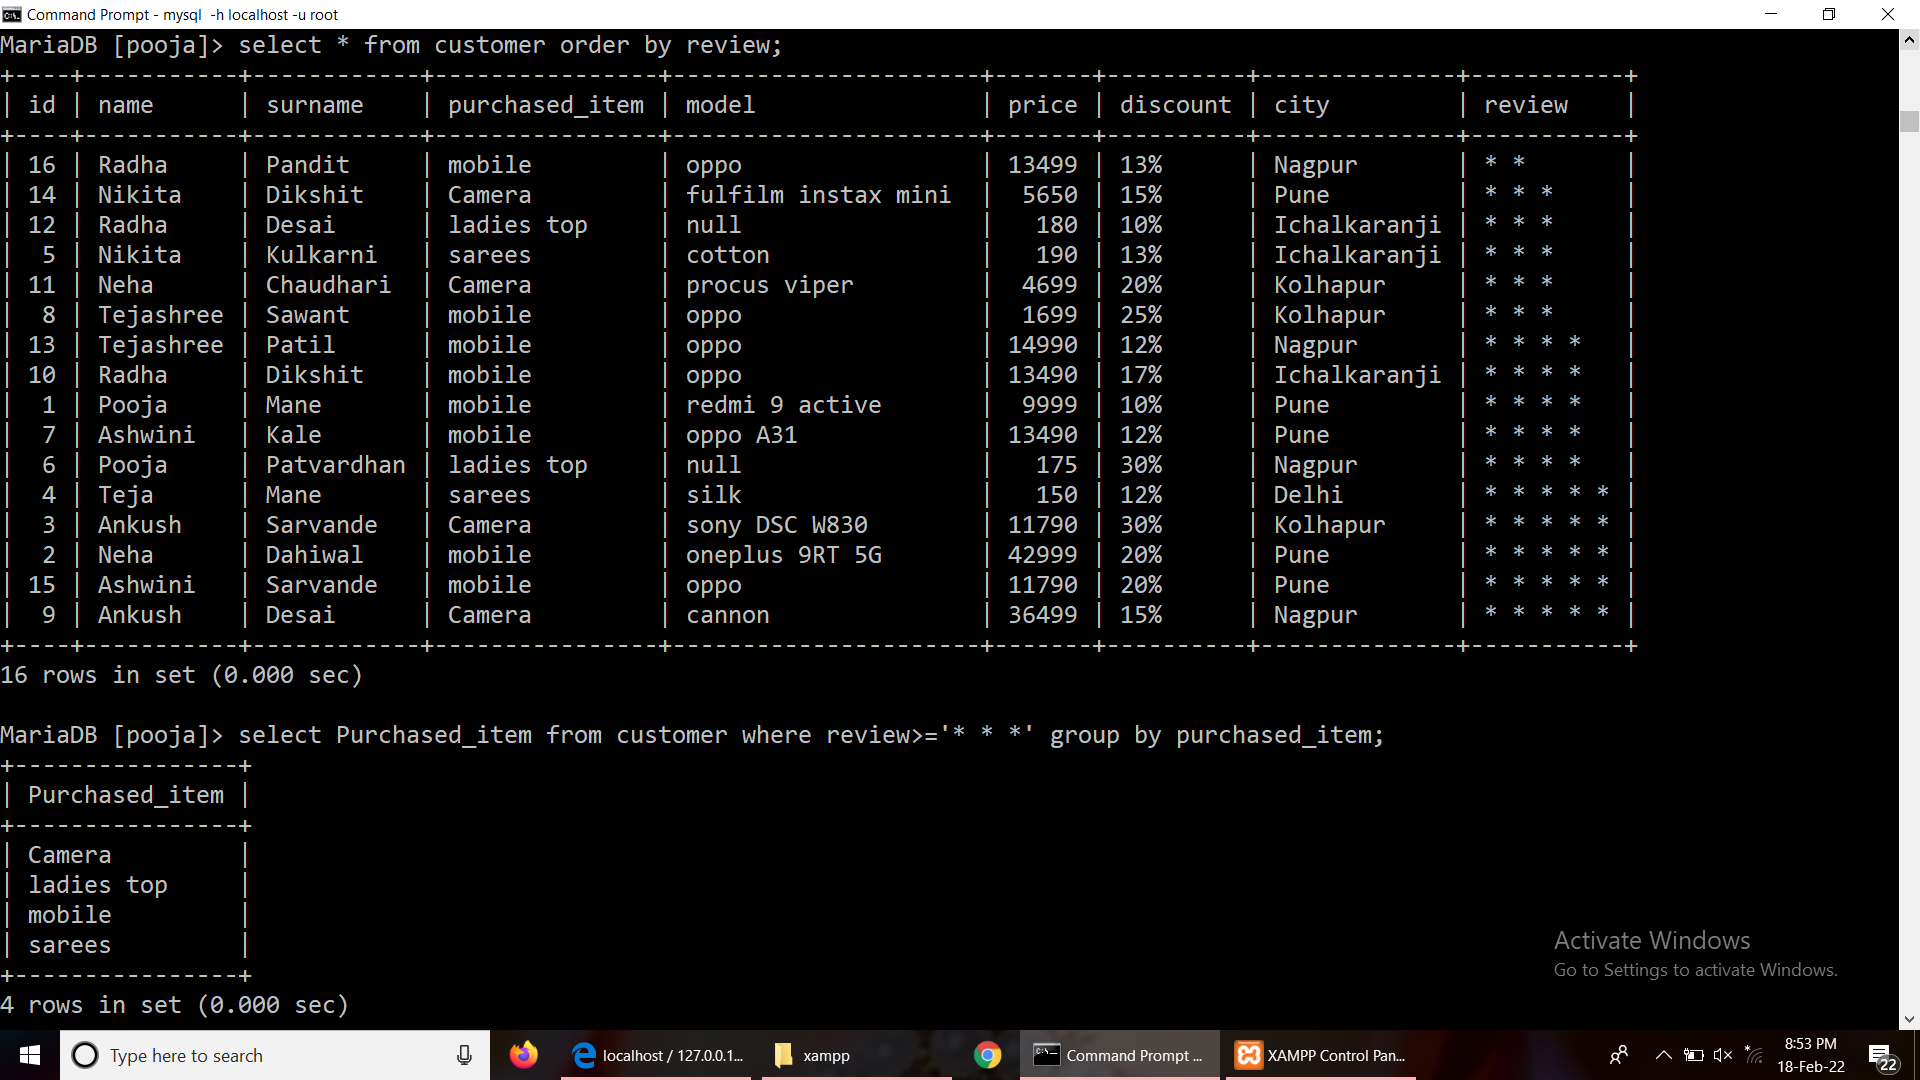 Command Prompt - mysql  -h localhost -u root
MariaDB [pooja]> select * from customer order by review;
+----+-----------+------------+----------------+----------------------+-------+----------+--------------+-----------+
| id | name      | surname    | purchased_item | model                | price | discount | city         | review    |
+----+-----------+------------+----------------+----------------------+-------+----------+--------------+-----------+
| 16 | Radha     | Pandit     | mobile         | oppo                 | 13499 | 13%      | Nagpur       | * *       |
| 14 | Nikita    | Dikshit    | Camera         | fulfilm instax mini  |  5650 | 15%      | Pune         | * * *     |
| 12 | Radha     | Desai      | ladies top     | null                 |   180 | 10%      | Ichalkaranji | * * *     |
|  5 | Nikita    | Kulkarni   | sarees         | cotton               |   190 | 13%      | Ichalkaranji | * * *     |
| 11 | Neha      | Chaudhari  | Camera         | procus viper         |  4699 | 20%      | Kolhapur     | * * *     |
|  8 | Tejashree | Sawant     | mobile         | oppo                 |  1699 | 25%      | Kolhapur     | * * *     |
| 13 | Tejashree | Patil      | mobile         | oppo                 | 14990 | 12%      | Nagpur       | * * * *   |
| 10 | Radha     | Dikshit    | mobile         | oppo                 | 13490 | 17%      | Ichalkaranji | * * * *   |
|  1 | Pooja     | Mane       | mobile         | redmi 9 active       |  9999 | 10%      | Pune         | * * * *   |
|  7 | Ashwini   | Kale       | mobile         | oppo A31             | 13490 | 12%      | Pune         | * * * *   |
|  6 | Pooja     | Patvardhan | ladies top     | null                 |   175 | 30%      | Nagpur       | * * * *   |
|  4 | Teja      | Mane       | sarees         | silk                 |   150 | 12%      | Delhi        | * * * * * |
|  3 | Ankush    | Sarvande   | Camera         | sony DSC W830        | 11790 | 30%      | Kolhapur     | * * * * * |
|  2 | Neha      | Dahiwal    | mobile         | oneplus 9RT 5G       | 42999 | 20%      | Pune         | * * * * * |
| 15 | Ashwini   | Sarvande   | mobile         | oppo                 | 11790 | 20%      | Pune         | * * * * * |
|  9 | Ankush    | Desai      | Camera         | cannon               | 36499 | 15%      | Nagpur       | * * * * * |
+----+-----------+------------+----------------+----------------------+-------+----------+--------------+-----------+
16 rows in set (0.000 sec)
MariaDB [pooja]> select Purchased_item from customer where review>='* * *' group by purchased_item;
+----------------+
| Purchased_item |
+----------------+
| Camera         |
| ladies top     |
| mobile         |
| sarees         |
+----------------+
4 rows in set (0.000 sec)
Activate Windows
Go to Settings to activate Windows.
Type here to search
localhost / 127.0.0.1...
xampp
Command Prompt ...
XAMPP Control Pan...
8:53 PM
18-Feb-22
22